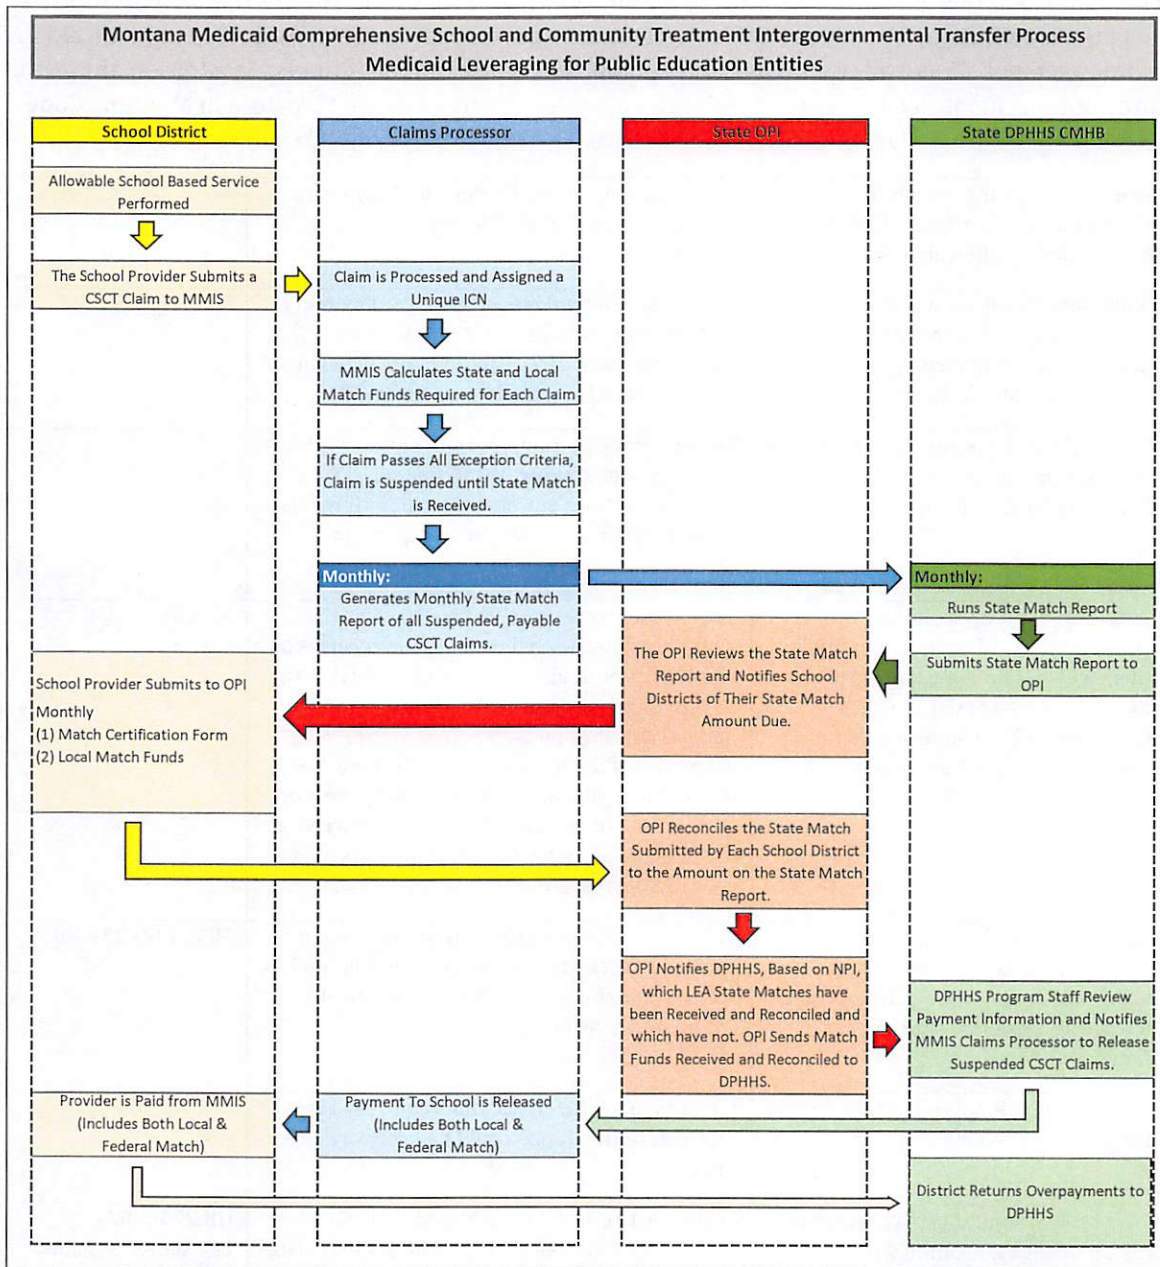 Montana Medicaid Comprehensive School and Community Treatment Intergovernmental Transfer Process
Medicaid Leveraging for Public Education Entities
School District
Claims Processor
State OPI
State DPHHS CMHB
Allowable School Based Service
Performed
The School Provider Submits a
CSCT Claim to MMIS
Claim is Processed and Assigned a
Unique ICN
MMIS Calculates State and Local
Match Funds Required for Each Claim
If Claim Passes All Exception Criteria,
Claim is Suspended until State Match
is Received.
Monthly:
Generates Monthly State Match
Report of all Suspended, Payable
CSCT Claims.
Monthly:
Runs State Match Report
Submits State Match Report to
OPI
The OPI Reviews the State Match
Report and Notifies School
Districts of Their State Match
Amount Due.
School Provider Submits to OPI
Monthly
(1) Match Certification Form
(2) Local Match Funds
OPI Reconciles the State Match
Submitted by Each School District
to the Amount on the State Match
Report.
OPI Notifies DPHHS, Based on NPI,
which LEA State Matches have
been Received and Reconciled and
which have not. OPI Sends Match
Funds Received and Reconciled to
DPHHS.
DPHHS Program Staff Review
Payment Information and Notifies
MMIS Claims Processor to Release
Suspended CSCT Claims.
Payment To School is Released
(Includes Both Local &
Federal Match)
Provider is Paid from MMIS
(Includes Both Local &
Federal Match)
District Returns Overpayments to
DPHHS